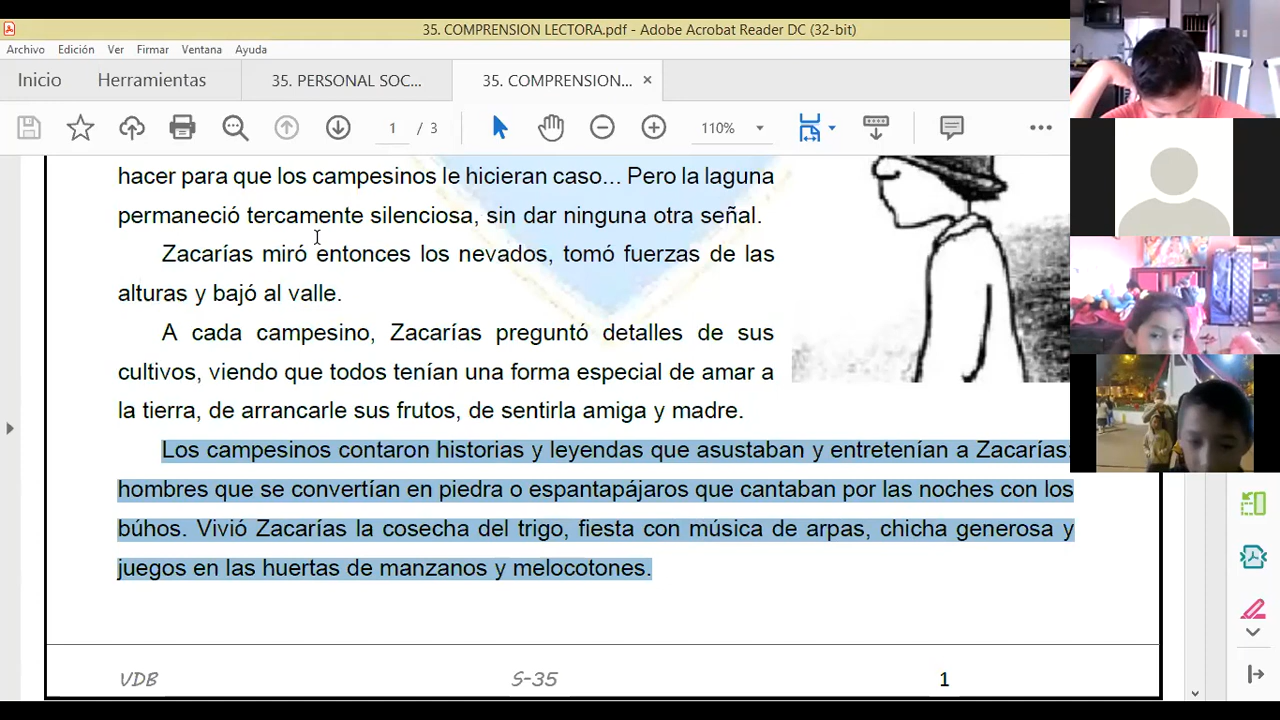 35. COMPRENSION LECTORA.pdf - Adobe Acrobat Reader DC (32-bit)
Archivo Edición Ver Firmar Ventana Ayuda
Inicio Herramientas 35. PERSONAL SOC... 35. COMPRENSION... ×
1 / 3 110%
hacer para que los campesinos le hicieran caso... Pero la laguna
permaneció tercamente silenciosa, sin dar ninguna otra señal.
Zacarías miró entonces los nevados, tomó fuerzas de las
alturas y bajó al valle.
A cada campesino, Zacarías preguntó detalles de sus
cultivos, viendo que todos tenían una forma especial de amar a
la tierra, de arrancarle sus frutos, de sentirla amiga y madre.
Los campesinos contaron historias y leyendas que asustaban y entretenían a Zacarías:
hombres que se convertían en piedra o espantapájaros que cantaban por las noches con los
búhos. Vivió Zacarías la cosecha del trigo, fiesta con música de arpas, chicha generosa y
juegos en las huertas de manzanos y melocotones.
VDB S-35 1